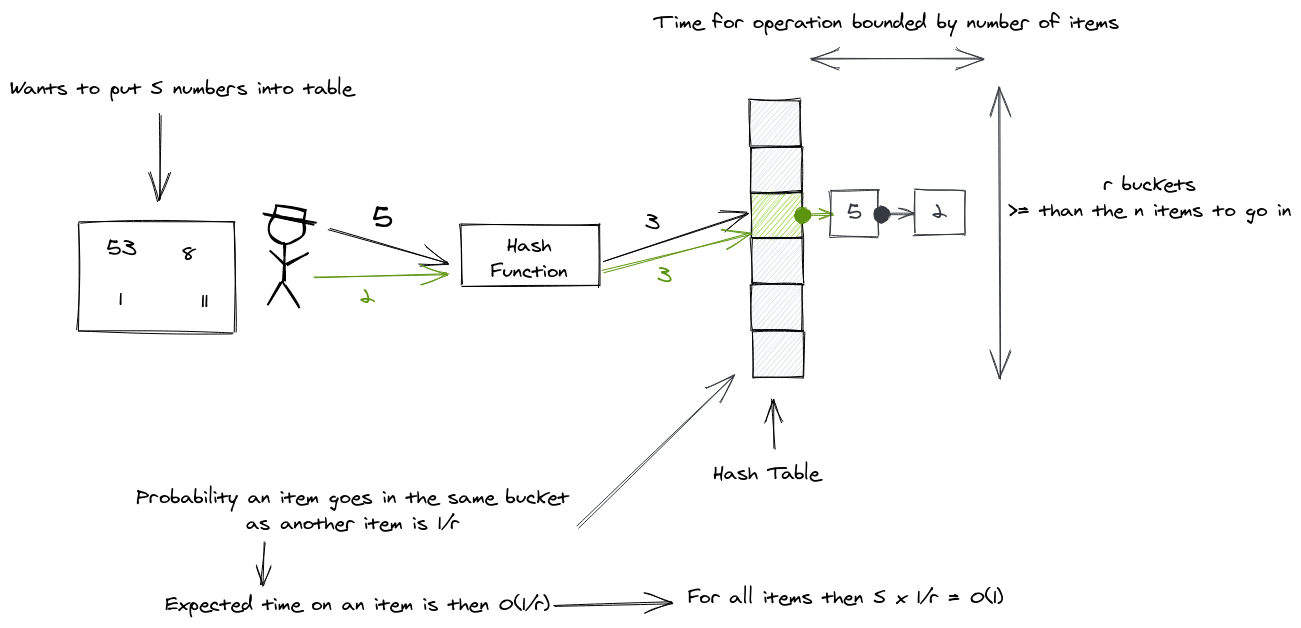 Time for operation bounded by number of items
Wants to put 5 numbers into table
53
8
1
11
5
2
Hash
Function
3
3
5
2
r buckets
>= than the n items to go in
Hash Table
Probability an item goes in the same bucket
as another item is 1/r
Expected time on an item is then O(1/r)
For all items then 5 x 1/r = O(1)